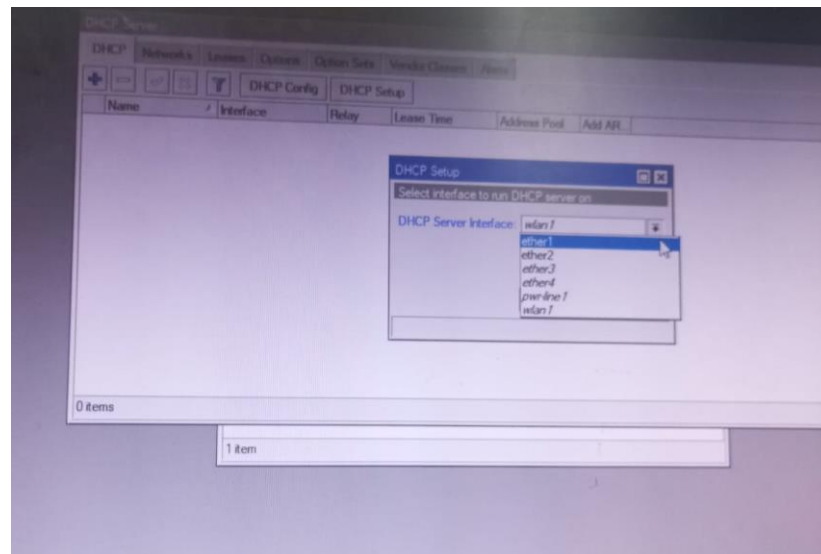 DHCP Server
DHCP Networks Leases Options Option Sets Vendor Classes Alerts
DHCP Config DHCP Setup
Name Interface Relay Lease Time Address Pool Add AR...
DHCP Setup
Select interface to run DHCP server on
DHCP Server Interface: wlan1
ether1
ether2
ether3
ether4
pwr-line1
wlan1
0 items
1 item